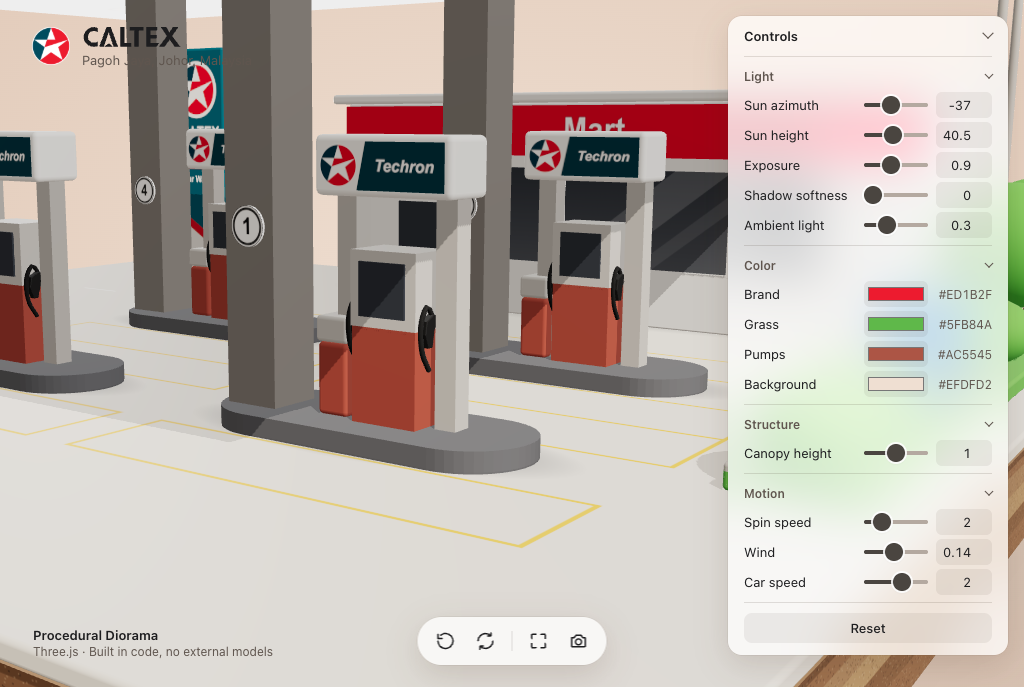 CALTEX
Pagoh
Controls
Light
Sun azimuth -37
Sun height 40.5
Exposure 0.9
Shadow softness 0
Ambient light 0.3
Color
Brand #ED1B2F
Grass #5FB84A
Pumps #AC5545
Background #EFDFD2
Structure
Canopy height 1
Motion
Spin speed 2
Wind 0.14
Car speed 2
Reset
Mart
Techron
Techron
4
1
Procedural Diorama
Three.js · Built in code, no external models